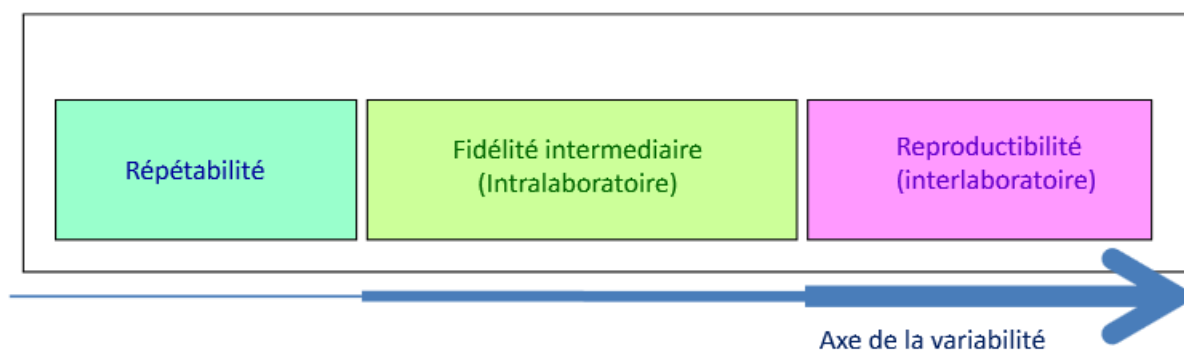 Répétabilité
Fidélité intermediaire
(Intralaboratoire)
Reproductibilité
(interlaboratoire)
Axe de la variabilité